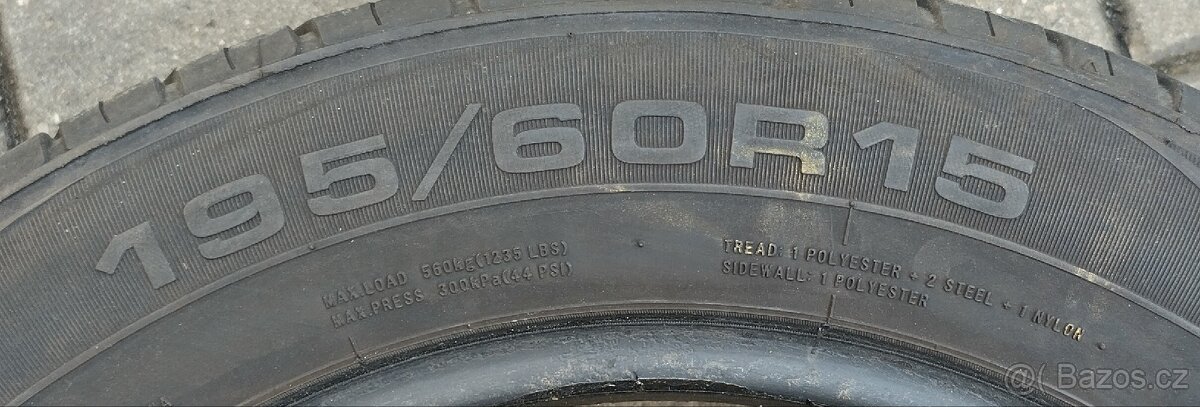 195/60R15
MAX.LOAD 560kg(1235 LBS)
MAX.PRESS 300KPa(44 PSI)
TREAD: 1 POLYESTER + 2 STEEL + 1 NYLON
SIDEWALL: 1 POLYESTER
@( Bazos.cz